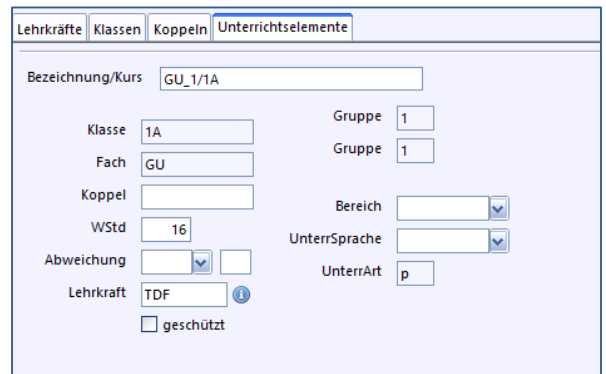 Lehrkräfte Klassen Koppeln Unterrichtselemente
Bezeichnung/Kurs GU_1/1A
Klasse 1A Gruppe 1
Fach GU Gruppe 1
Koppel Bereich
WStd 16 UnterrSprache
Abweichung UnterrArt p
Lehrkraft TDF i
geschützt